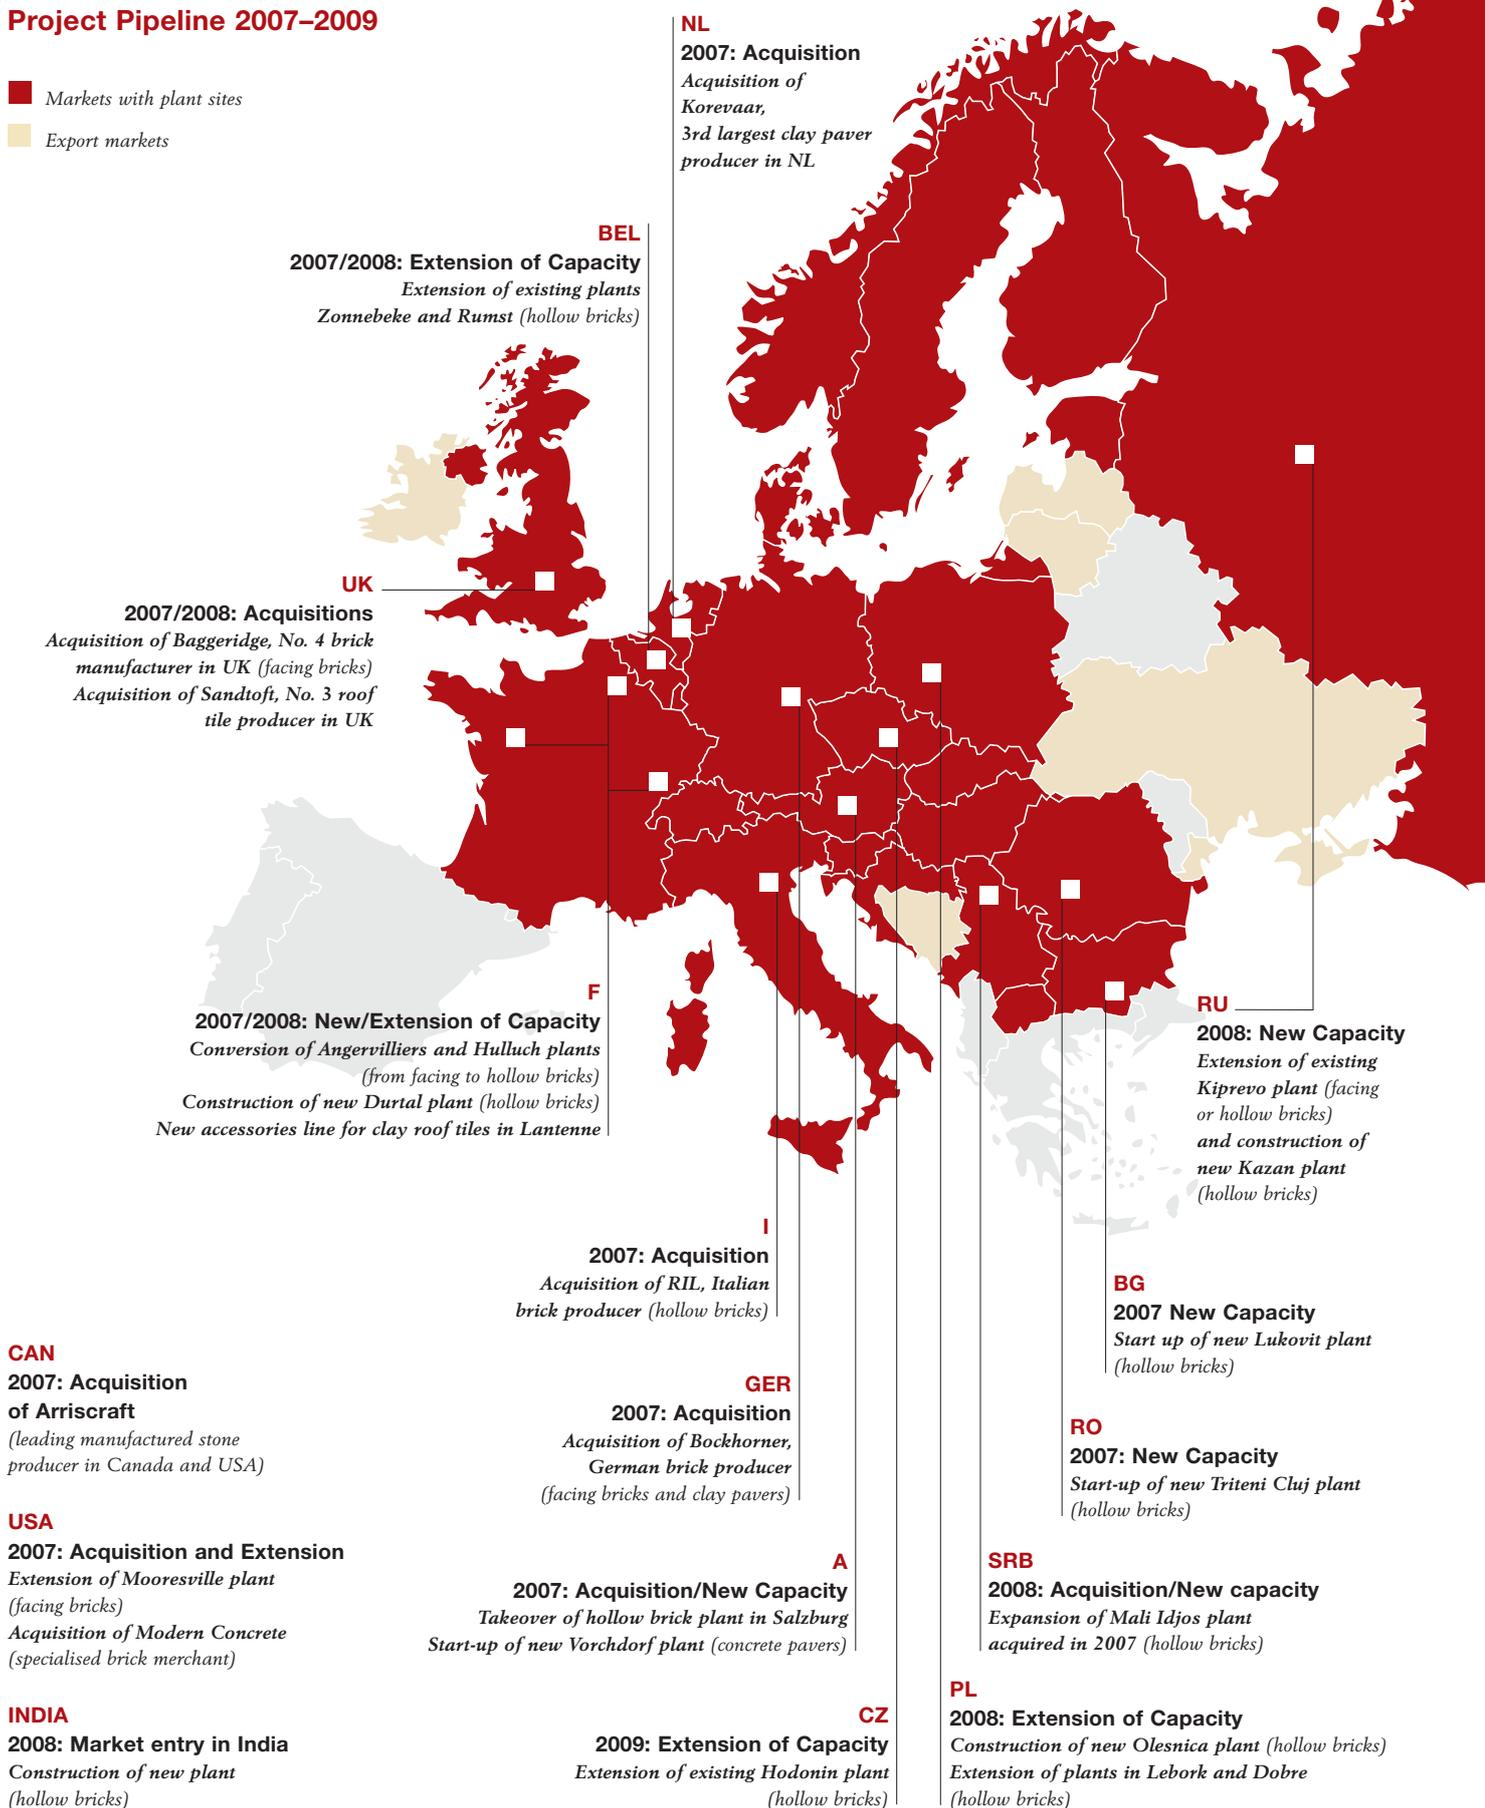 Project Pipeline 2007–2009
Markets with plant sites
Export markets
NL
2007: Acquisition
Acquisition of
Korevaar,
3rd largest clay paver
producer in NL
BEL
2007/2008: Extension of Capacity
Extension of existing plants
Zonnebeke and Rumst (hollow bricks)
UK
2007/2008: Acquisitions
Acquisition of Baggeridge, No. 4 brick
manufacturer in UK (facing bricks)
Acquisition of Sandtoft, No. 3 roof
tile producer in UK
F
2007/2008: New/Extension of Capacity
Conversion of Angervilliers and Hulluch plants
(from facing to hollow bricks)
Construction of new Durtal plant (hollow bricks)
New accessories line for clay roof tiles in Lantenne
RU
2008: New Capacity
Extension of existing
Kiprevo plant (facing
or hollow bricks)
and construction of
new Kazan plant
(hollow bricks)
I
2007: Acquisition
Acquisition of RIL, Italian
brick producer (hollow bricks)
BG
2007 New Capacity
Start up of new Lukovit plant
(hollow bricks)
CAN
2007: Acquisition
of Arriscraft
(leading manufactured stone
producer in Canada and USA)
GER
2007: Acquisition
Acquisition of Bockhorner,
German brick producer
(facing bricks and clay pavers)
RO
2007: New Capacity
Start-up of new Triteni Cluj plant
(hollow bricks)
USA
2007: Acquisition and Extension
Extension of Mooresville plant
(facing bricks)
Acquisition of Modern Concrete
(specialised brick merchant)
A
2007: Acquisition/New Capacity
Takeover of hollow brick plant in Salzburg
Start-up of new Vorchdorf plant (concrete pavers)
SRB
2008: Acquisition/New capacity
Expansion of Mali Idjos plant
acquired in 2007 (hollow bricks)
INDIA
2008: Market entry in India
Construction of new plant
(hollow bricks)
CZ
2009: Extension of Capacity
Extension of existing Hodonin plant
(hollow bricks)
PL
2008: Extension of Capacity
Construction of new Olesnica plant (hollow bricks)
Extension of plants in Lebork and Dobre
(hollow bricks)